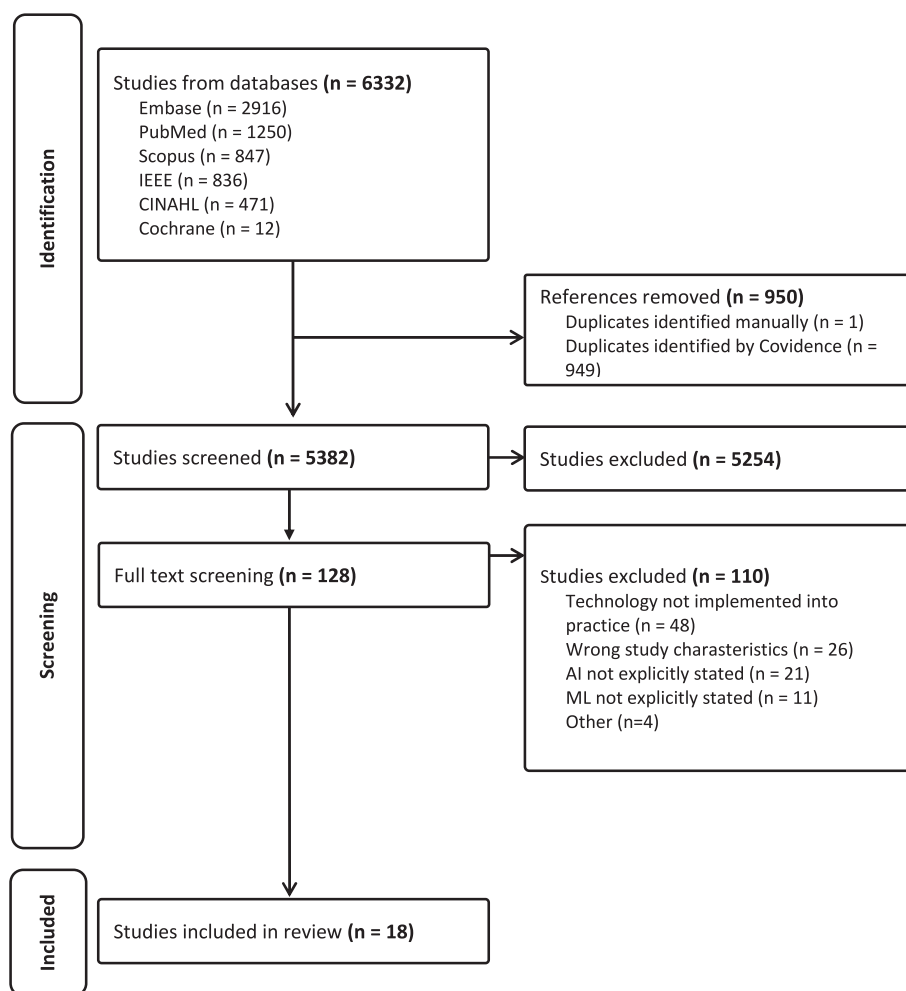 Identification
Studies from databases (n = 6332)
Embase (n = 2916)
PubMed (n = 1250)
Scopus (n = 847)
IEEE (n = 836)
CINAHL (n = 471)
Cochrane (n = 12)
References removed (n = 950)
Duplicates identified manually (n = 1)
Duplicates identified by Covidence (n =
949)
Screening
Studies screened (n = 5382)
Studies excluded (n = 5254)
Full text screening (n = 128)
Studies excluded (n = 110)
Technology not implemented into
practice (n = 48)
Wrong study charasteristics (n = 26)
AI not explicitly stated (n = 21)
ML not explicitly stated (n = 11)
Other (n=4)
Included
Studies included in review (n = 18)